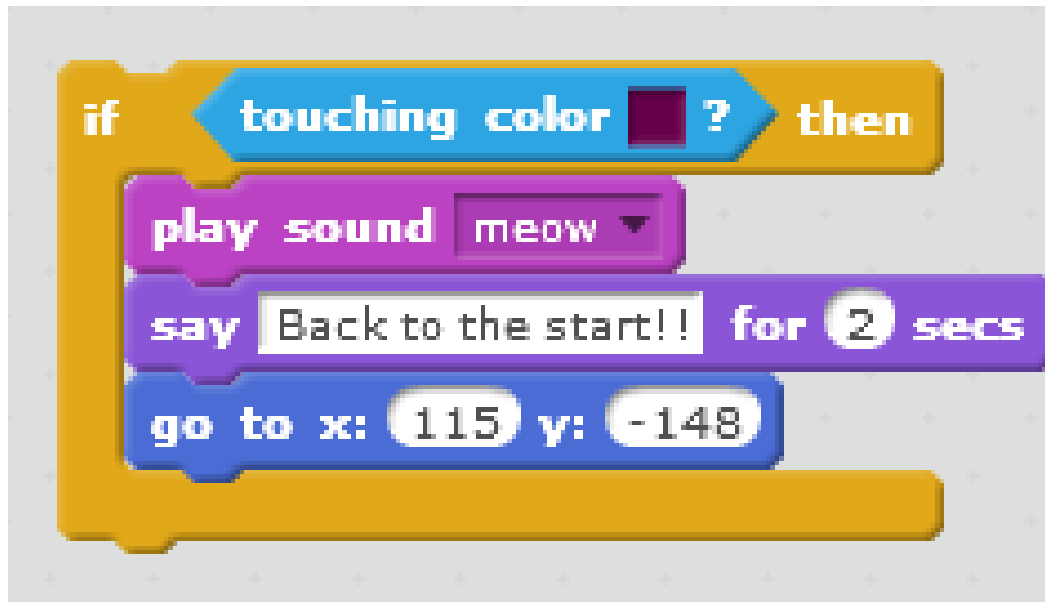 if touching color ? then
play sound meow
say Back to the start!! for 2 secs
go to x: 115 y: -148